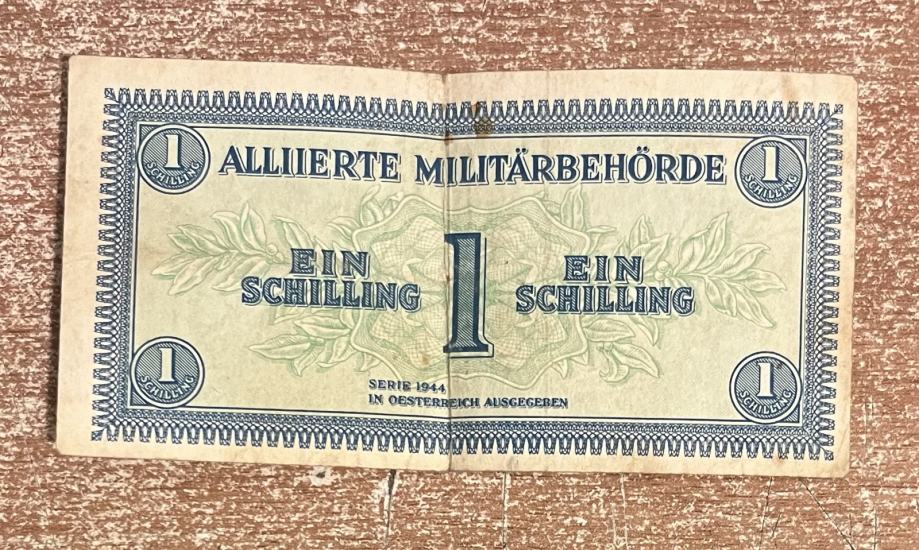 1 SCHILLING
ALLIIERTE MILITÄRBEHÖRDE
1 SCHILLING
EIN
SCHILLING
1
EIN
SCHILLING
SERIE 1944
IN OESTERREICH AUSGEGEBEN
1 SCHILLING
1 SCHILLING